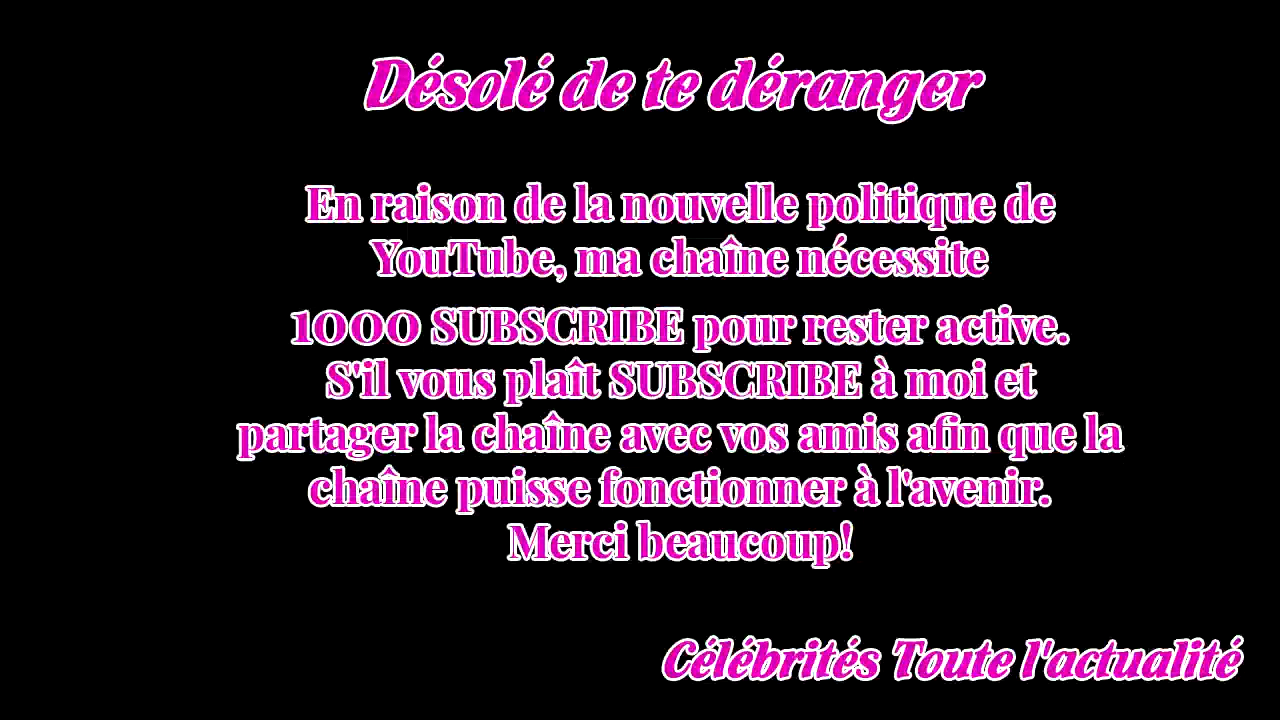 Désolé de te déranger
En raison de la nouvelle politique de
YouTube, ma chaîne nécessite
1000 SUBSCRIBE pour rester active.
S'il vous plaît SUBSCRIBE à moi et
partager la chaîne avec vos amis afin que la
chaîne puisse fonctionner à l'avenir.
Merci beaucoup!
Célébrités Toute l'actualité